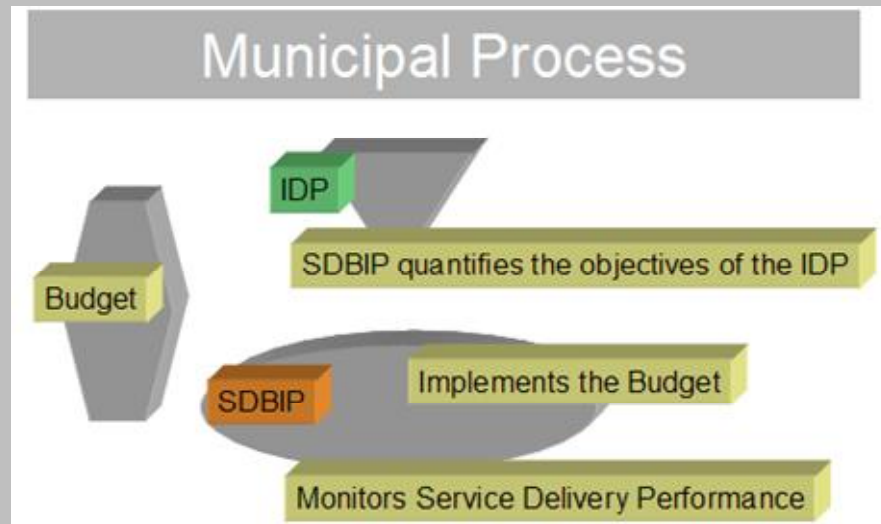 Municipal Process
IDP
SDBIP quantifies the objectives of the IDP
Budget
Implements the Budget
SDBIP
Monitors Service Delivery Performance